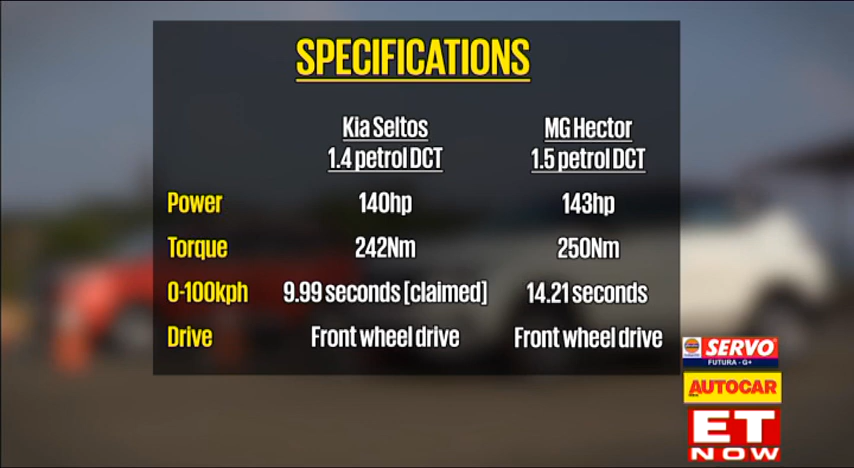 SPECIFICATIONS
Kia Seltos MG Hector
1.4 petrol DCT 1.5 petrol DCT
Power 140hp 143hp
Torque 242Nm 250Nm
0-100kph 9.99 seconds [claimed] 14.21 seconds
Drive Front wheel drive Front wheel drive
SERVO
FUTURA - G+
AUTOCAR
ET
NOW